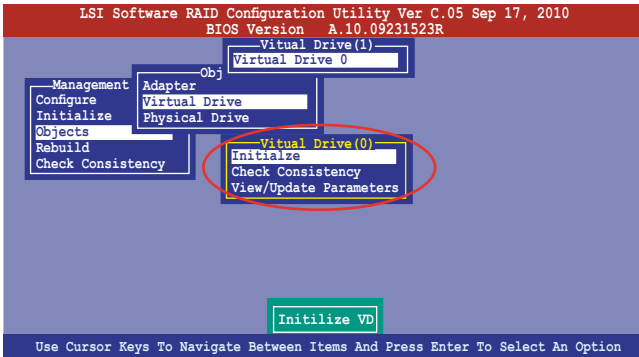 LSI Software RAID Configuration Utility Ver C.05 Sep 17, 2010
BIOS Version A.10.09231523R
Vitual Drive(1)
Virtual Drive 0
Obj
Adapter
Virtual Drive
Physical Drive
Management
Configure
Initialize
Objects
Rebuild
Check Consistency
Vitual Drive(0)
Initialze
Check Consistency
View/Update Parameters
Initilize VD
Use Cursor Keys To Navigate Between Items And Press Enter To Select An Option